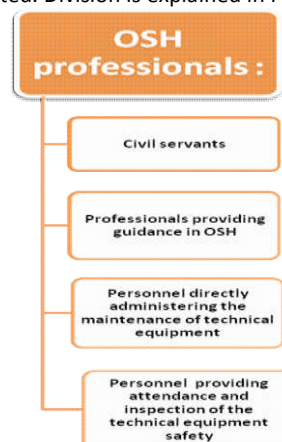 ted. Division is explained in
OSH
professionals :
Civil servants
Professionals providing
guidance in OSH
Personnel directly
administering the
maintenance of technical
equipment
Personnel providing
attendance and
inspection of the
technical equipment
safety